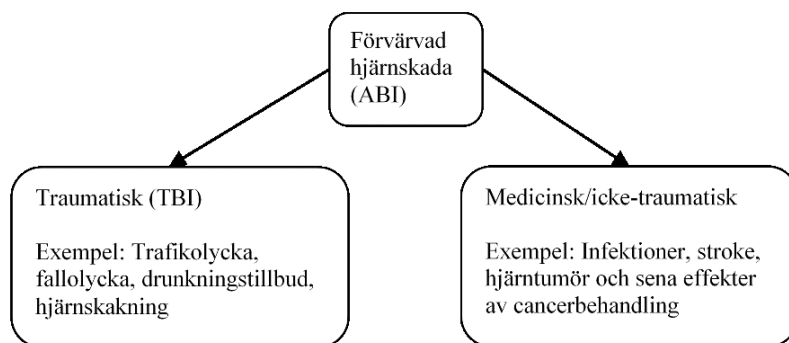 Förvärvad
hjärnskada
(ABI)
Traumatisk (TBI)
Exempel: Trafikolycka,
fallolycka, drunkningstillbud,
hjärnskakning
Medicinsk/icke-traumatisk
Exempel: Infektioner, stroke,
hjärntumör och sena effekter
av cancerbehandling